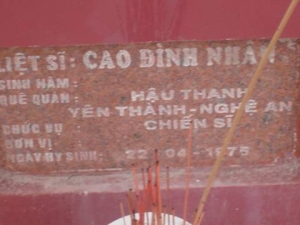 LIỆT SĨ: CAO ĐÌNH NHÂN
SINH NĂM:
QUÊ QUÁN: HẬU THANH
YÊN THÀNH-NGHỆ AN
CHỨC VỤ: CHIẾN SĨ
ĐƠN VỊ:
NGÀY HY SINH: 22-04-1975